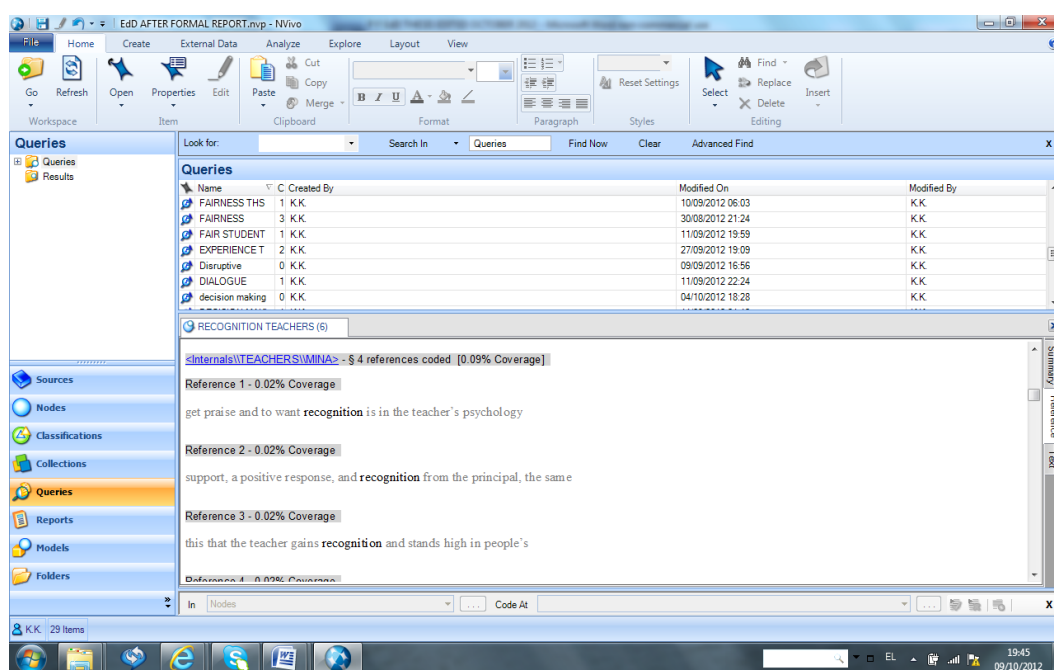 EdD AFTER FORMAL REPORT.nvp - NVivo
File Home Create External Data Analyze Explore Layout View
Go Refresh Open Properties Edit Paste Cut Copy Merge
B I U A Reset Settings Select Find Replace Delete Insert
Workspace Item Clipboard Format Paragraph Styles Editing
Queries
Queries
Results
Look for: Search In Queries Find Now Clear Advanced Find x
Queries
Name C Created By Modified On Modified By
FAIRNESS THS 1 K.K. 10/09/2012 06:03 K.K.
FAIRNESS 3 K.K. 30/08/2012 21:24 K.K.
FAIR STUDENT 1 K.K. 11/09/2012 19:59 K.K.
EXPERIENCE T 2 K.K. 27/09/2012 19:09 K.K.
Disruptive 0 K.K. 09/09/2012 16:56 K.K.
DIALOGUE 1 K.K. 11/09/2012 22:24 K.K.
decision making 0 K.K. 04/10/2012 18:28 K.K.
RECOGNITION TEACHERS (6)
<Internals\\TEACHERS\\MINA> - § 4 references coded [0.09% Coverage]
Reference 1 - 0.02% Coverage
get praise and to want recognition is in the teacher's psychology
Reference 2 - 0.02% Coverage
support, a positive response, and recognition from the principal, the same
Reference 3 - 0.02% Coverage
this that the teacher gains recognition and stands high in people's
Reference 4 - 0.02% Coverage
Summary
Reference
Text
Sources
Nodes
Classifications
Collections
Queries
Reports
Models
Folders
In Nodes ... Code At ... x
K.K. 29 Items
EL 19:45
09/10/2012